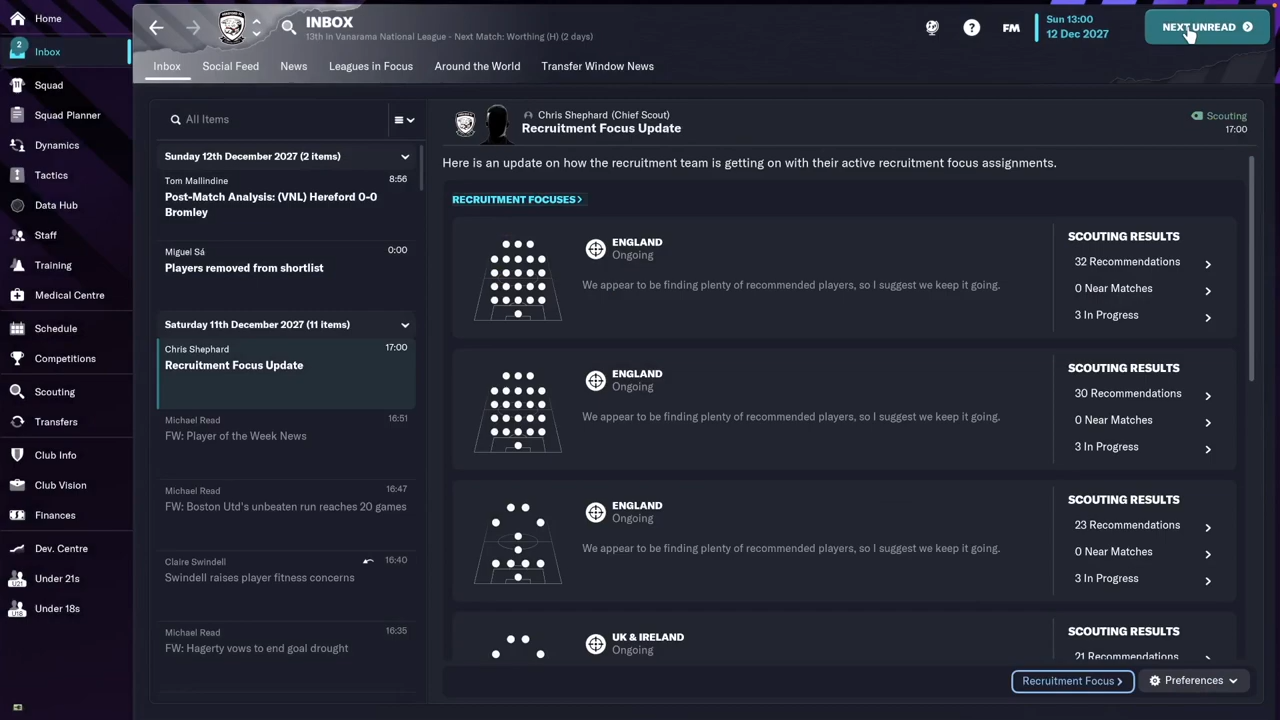 Home
2
Inbox
Squad
Squad Planner
Dynamics
Tactics
Data Hub
Staff
Training
Medical Centre
Schedule
Competitions
Scouting
Transfers
Club Info
Club Vision
Finances
Dev. Centre
U21
Under 21s
U18
Under 18s
INBOX
13th in Vanarama National League - Next Match: Worthing (H) (2 days)
FM
Sun 13:00
12 Dec 2027
NEXT UNREAD
Inbox
Social Feed
News
Leagues in Focus
Around the World
Transfer Window News
All Items
Sunday 12th December 2027 (2 items)
Tom Mallindine
8:56
Post-Match Analysis: (VNL) Hereford 0-0
Bromley
Miguel Sá
0:00
Players removed from shortlist
Saturday 11th December 2027 (11 items)
Chris Shephard
17:00
Recruitment Focus Update
Michael Read
16:51
FW: Player of the Week News
Michael Read
16:47
FW: Boston Utd's unbeaten run reaches 20 games
Claire Swindell
16:40
Swindell raises player fitness concerns
Michael Read
16:35
FW: Hagerty vows to end goal drought
Chris Shephard (Chief Scout)
Recruitment Focus Update
Scouting
17:00
Here is an update on how the recruitment team is getting on with their active recruitment focus assignments.
RECRUITMENT FOCUSES>
ENGLAND
Ongoing
We appear to be finding plenty of recommended players, so I suggest we keep it going.
SCOUTING RESULTS
32 Recommendations
0 Near Matches
3 In Progress
ENGLAND
Ongoing
We appear to be finding plenty of recommended players, so I suggest we keep it going.
SCOUTING RESULTS
30 Recommendations
0 Near Matches
3 In Progress
ENGLAND
Ongoing
We appear to be finding plenty of recommended players, so I suggest we keep it going.
SCOUTING RESULTS
23 Recommendations
0 Near Matches
3 In Progress
UK & IRELAND
Ongoing
SCOUTING RESULTS
21 Recommendations
Recruitment Focus >
Preferences